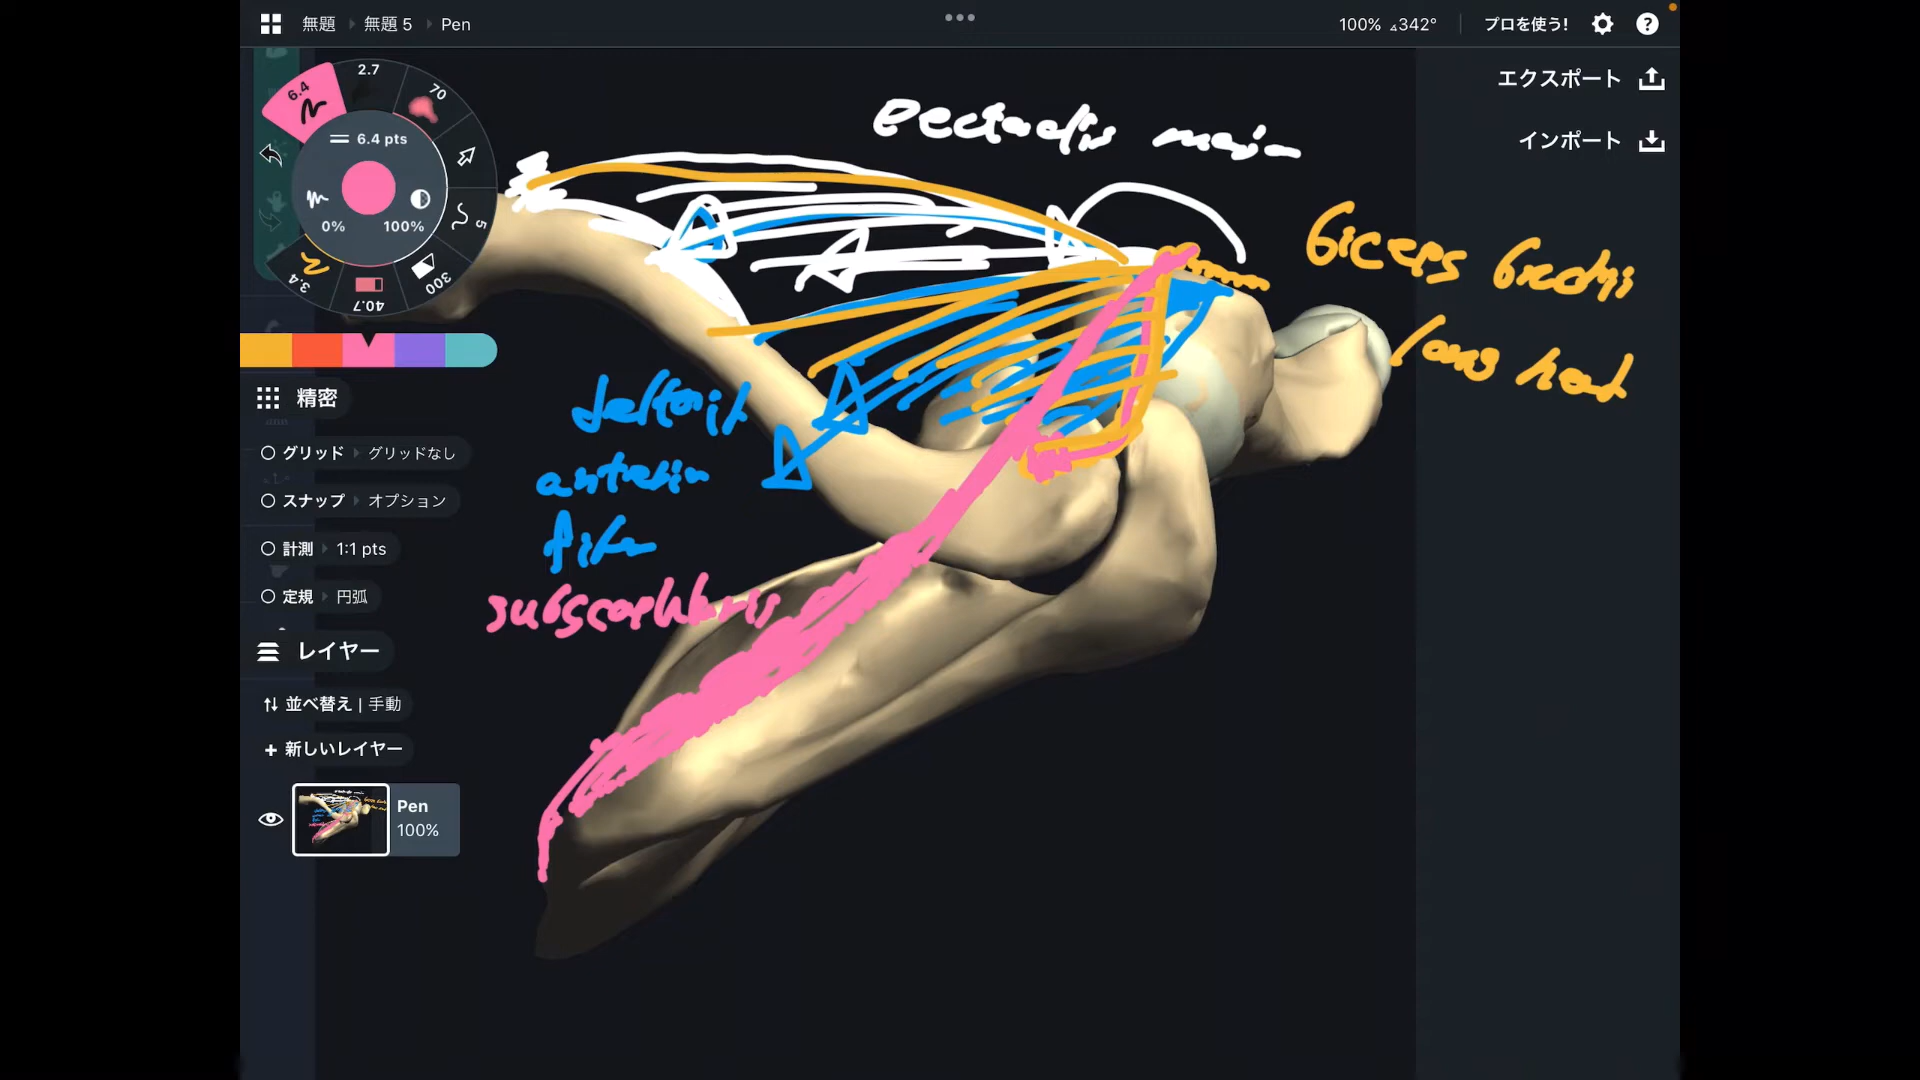 無題 無題 5 Pen
100% ⊿342° プロを使う!
エクスポート
インポート
2.7
6.4
70
6.4 pts
0% 100%
5
3.4
40.7
300
精密
グリッド グリッドなし
スナップ オプション
計測 1:1 pts
定規 円弧
レイヤー
並べ替え | 手動
+ 新しいレイヤー
Pen
100%
biceps
long head
deltoid